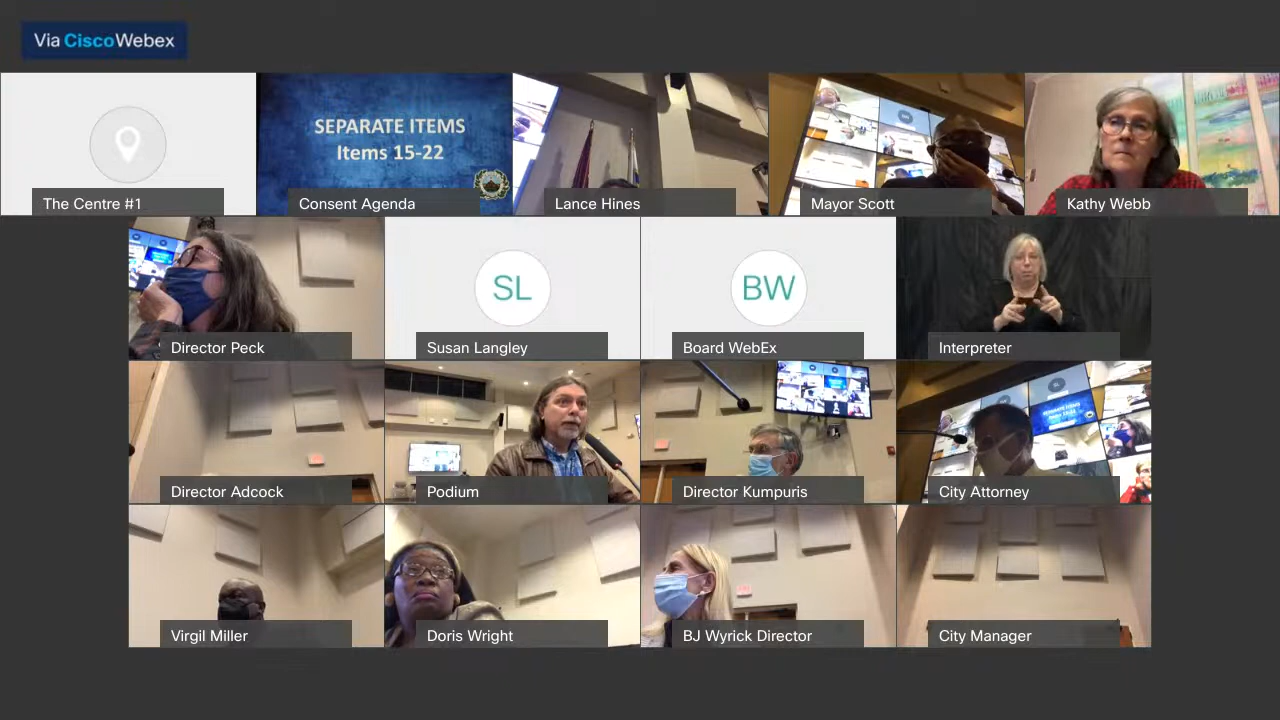 Via Cisco Webex
SEPARATE ITEMS
Items 15-22
The Centre #1
Consent Agenda
Lance Hines
Mayor Scott
Kathy Webb
SL
BW
Director Peck
Susan Langley
Board WebEx
Interpreter
Director Adcock
Podium
Director Kumpuris
City Attorney
Virgil Miller
Doris Wright
BJ Wyrick Director
City Manager